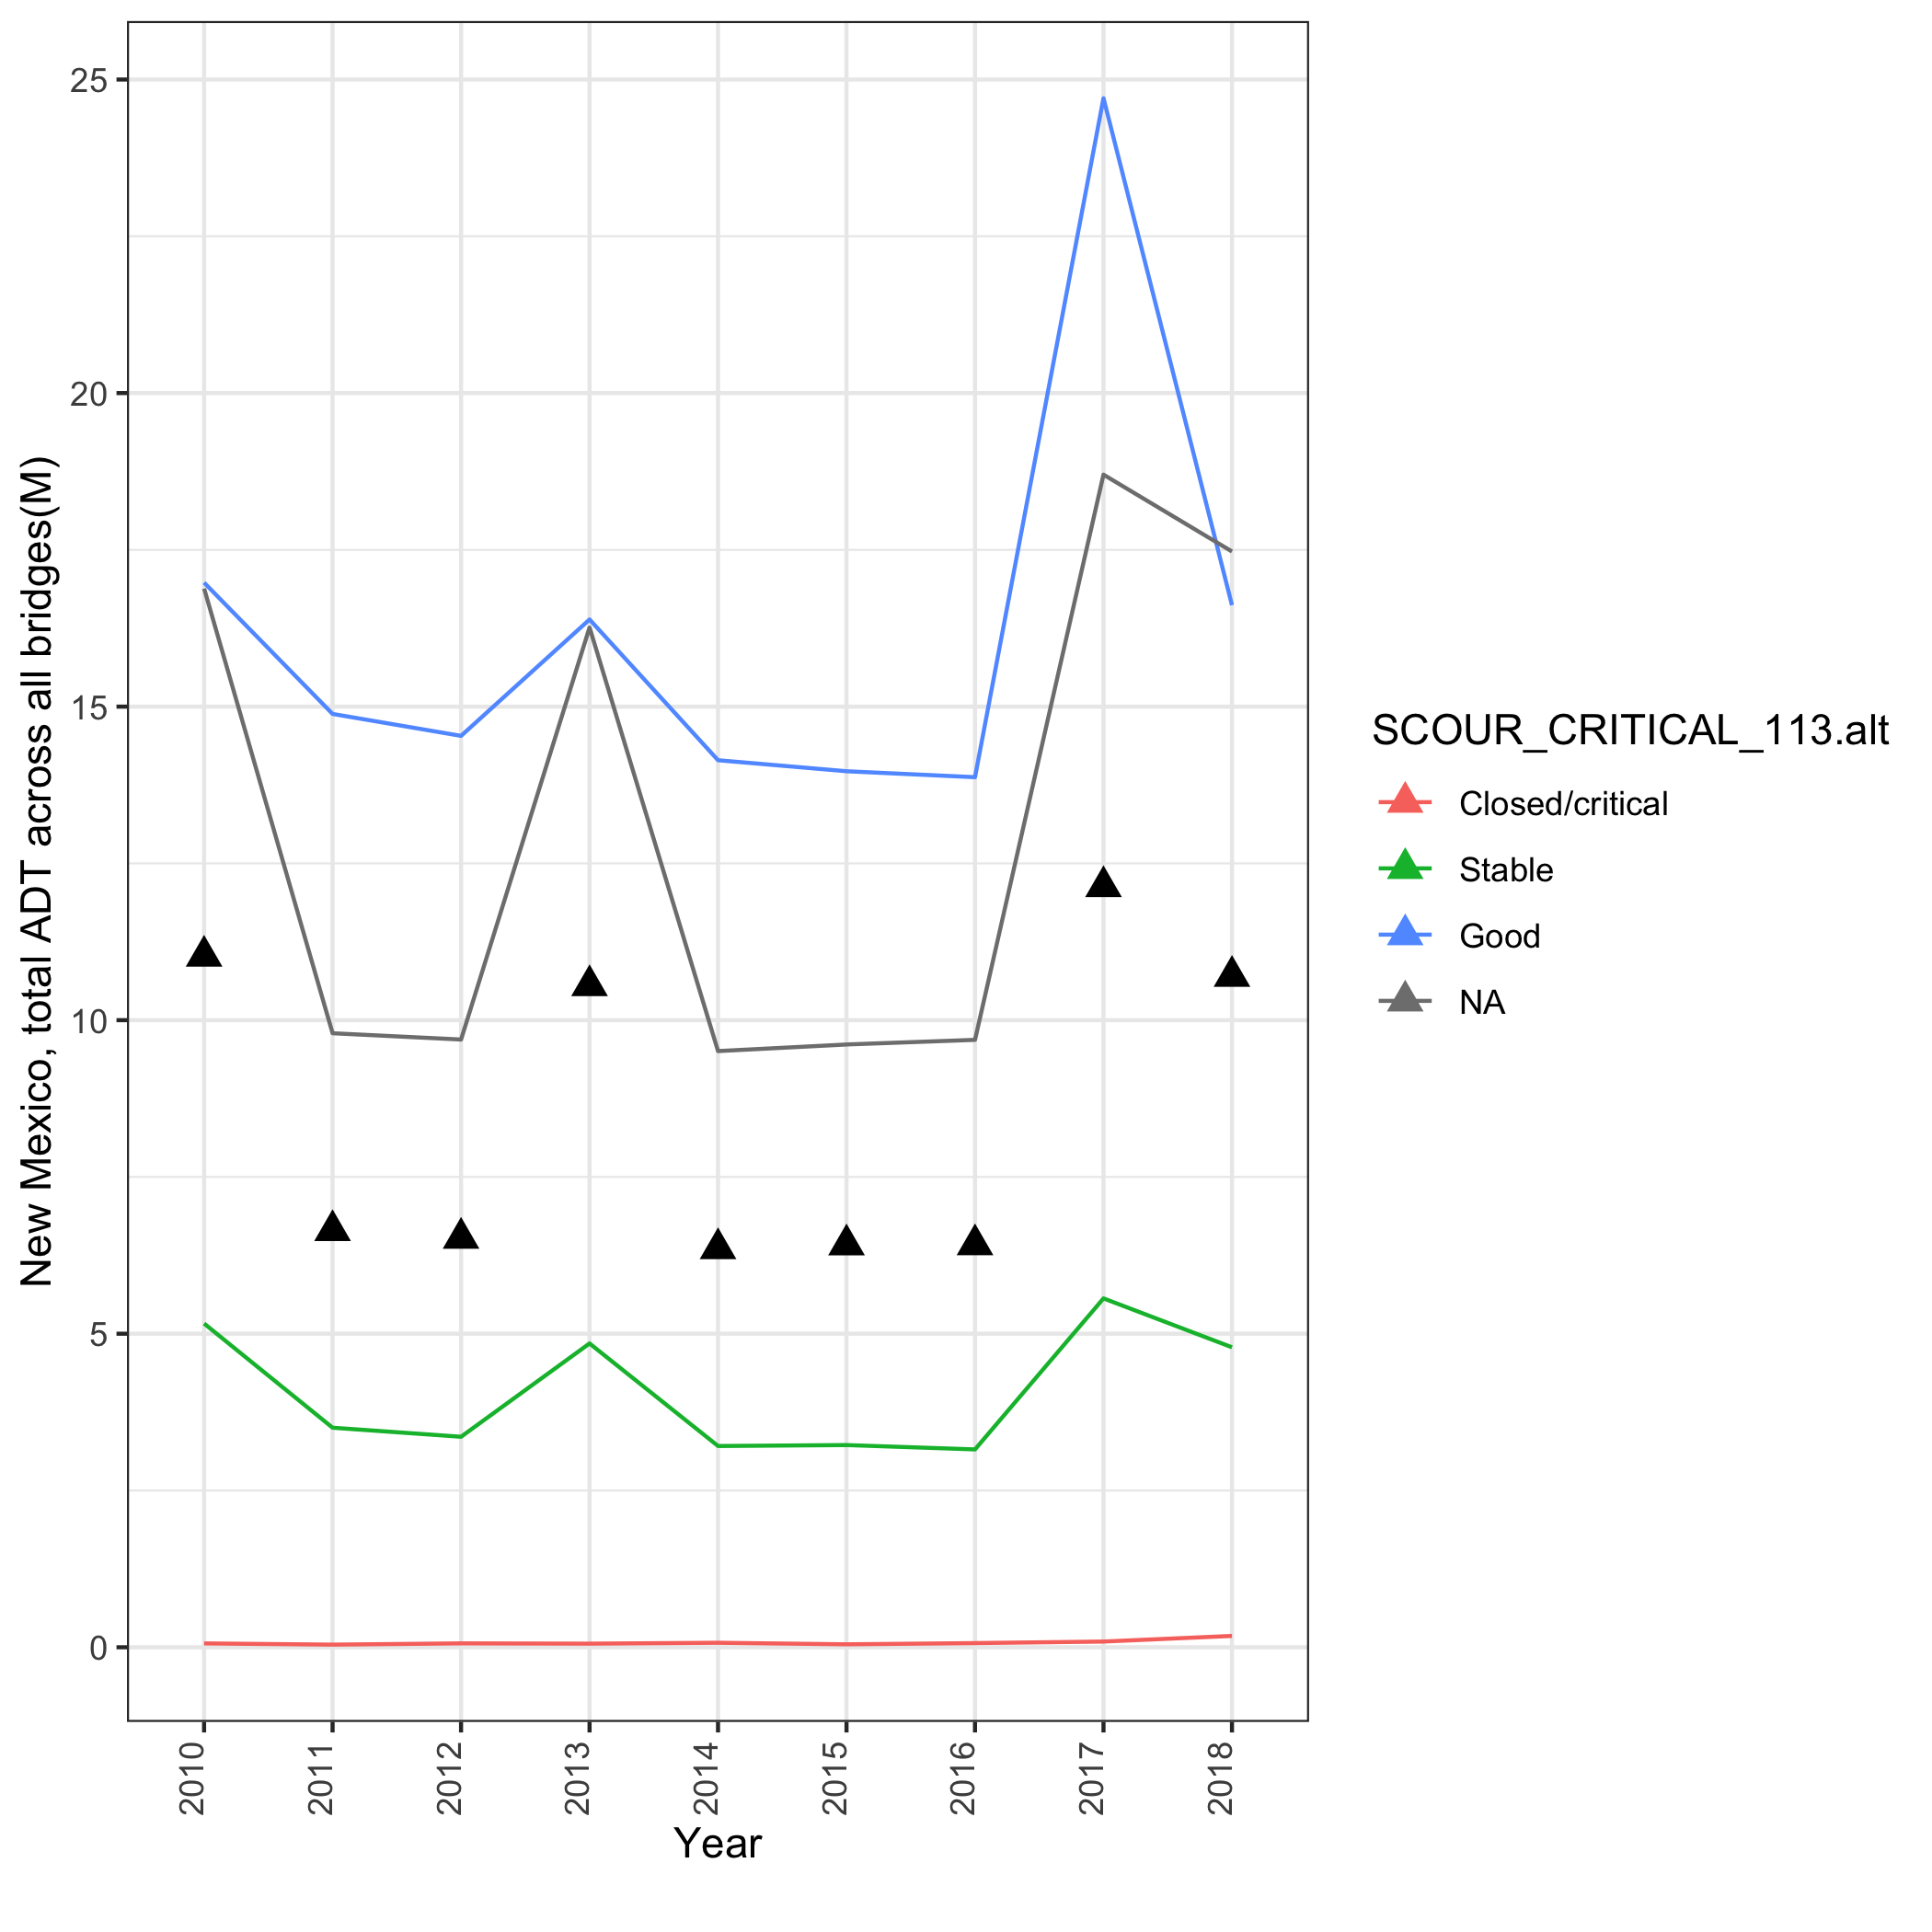 New Mexico, total ADT across all bridges(M)
25
20
15
10
5
0
2010
2011
2012
2013
2014
2015
2016
2017
2018
Year
SCOUR_CRITICAL_113.alt
Closed/critical
Stable
Good
NA